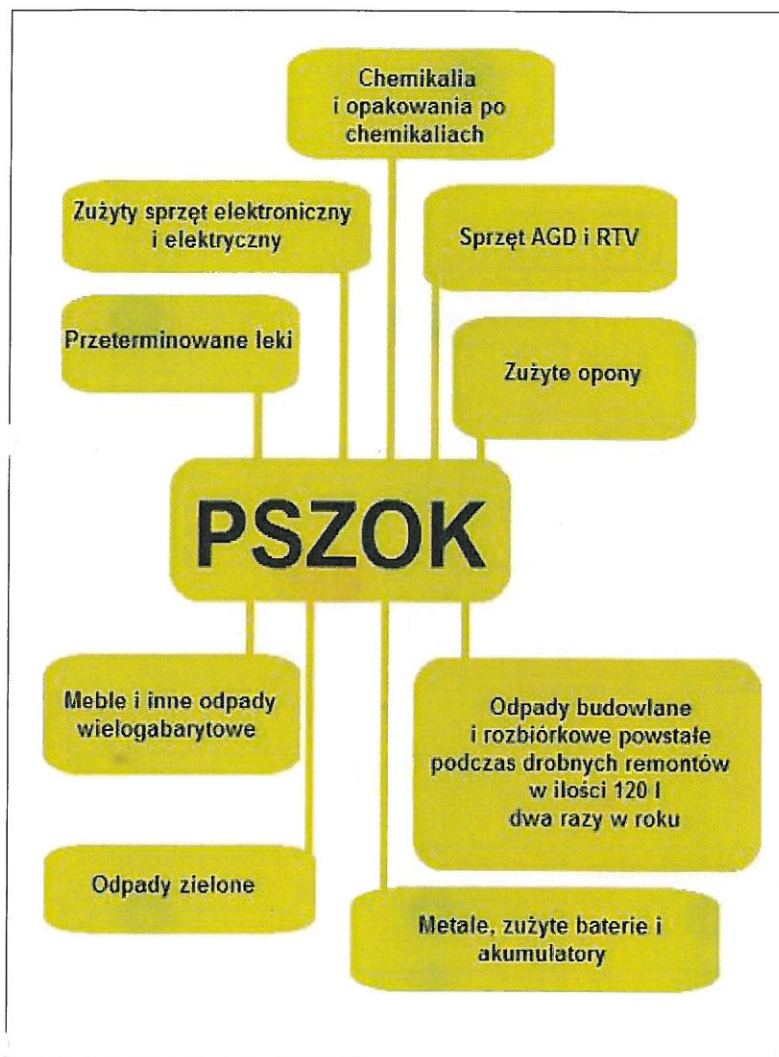 Chemikalia
i opakowania po
chemikaliach
Zużyty sprzęt elektroniczny
i elektryczny
Sprzęt AGD i RTV
Przeterminowane leki
Zużyte opony
PSZOK
Meble i inne odpady
wielogabarytowe
Odpady budowlane
i rozbiórkowe powstałe
podczas drobnych remontów
w ilości 120 l
dwa razy w roku
Odpady zielone
Metale, zużyte baterie i
akumulatory